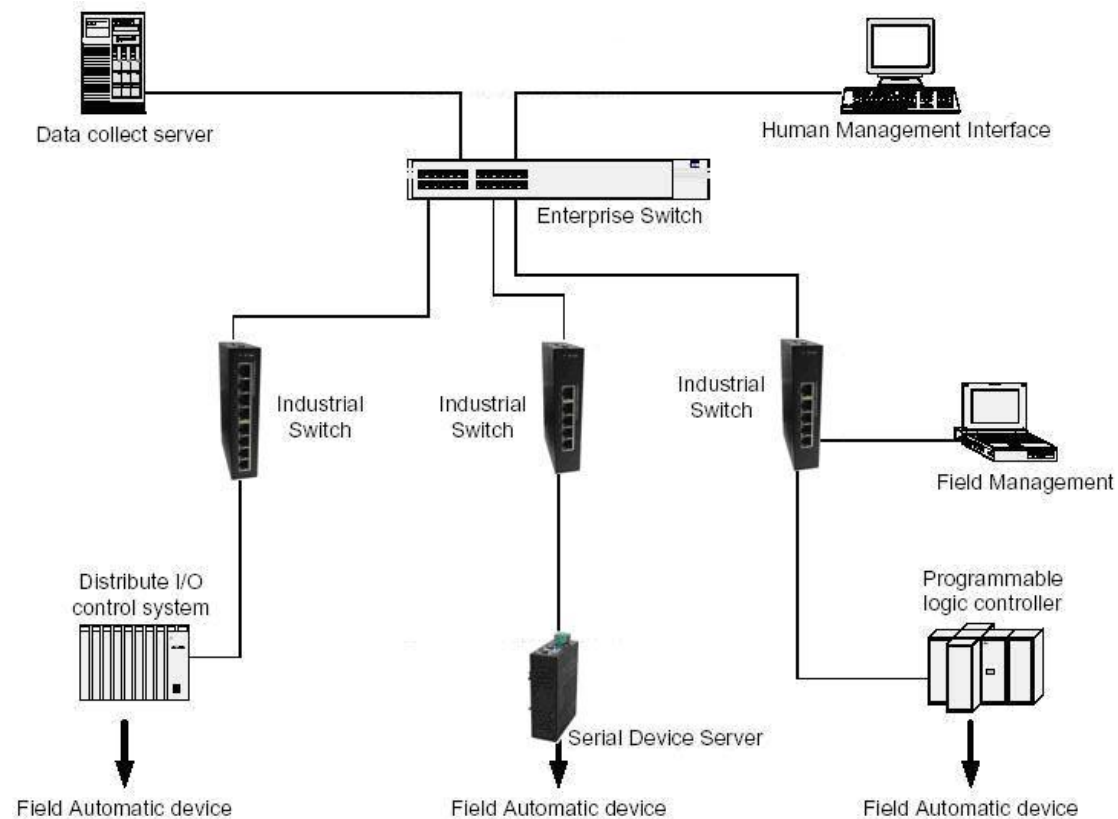 Data collect server
Human Management Interface
Enterprise Switch
Industrial
Switch
Industrial
Switch
Industrial
Switch
Field Management
Distribute I/O
control system
Programmable
logic controller
Serial Device Server
Field Automatic device
Field Automatic device
Field Automatic device